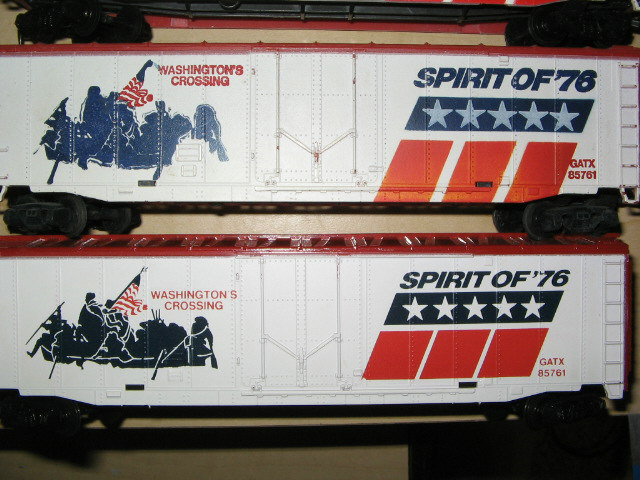 WASHINGTON'S
CROSSING
SPIRIT OF '76
GATX
85761
WASHINGTON'S
CROSSING
SPIRIT OF '76
GATX
85761